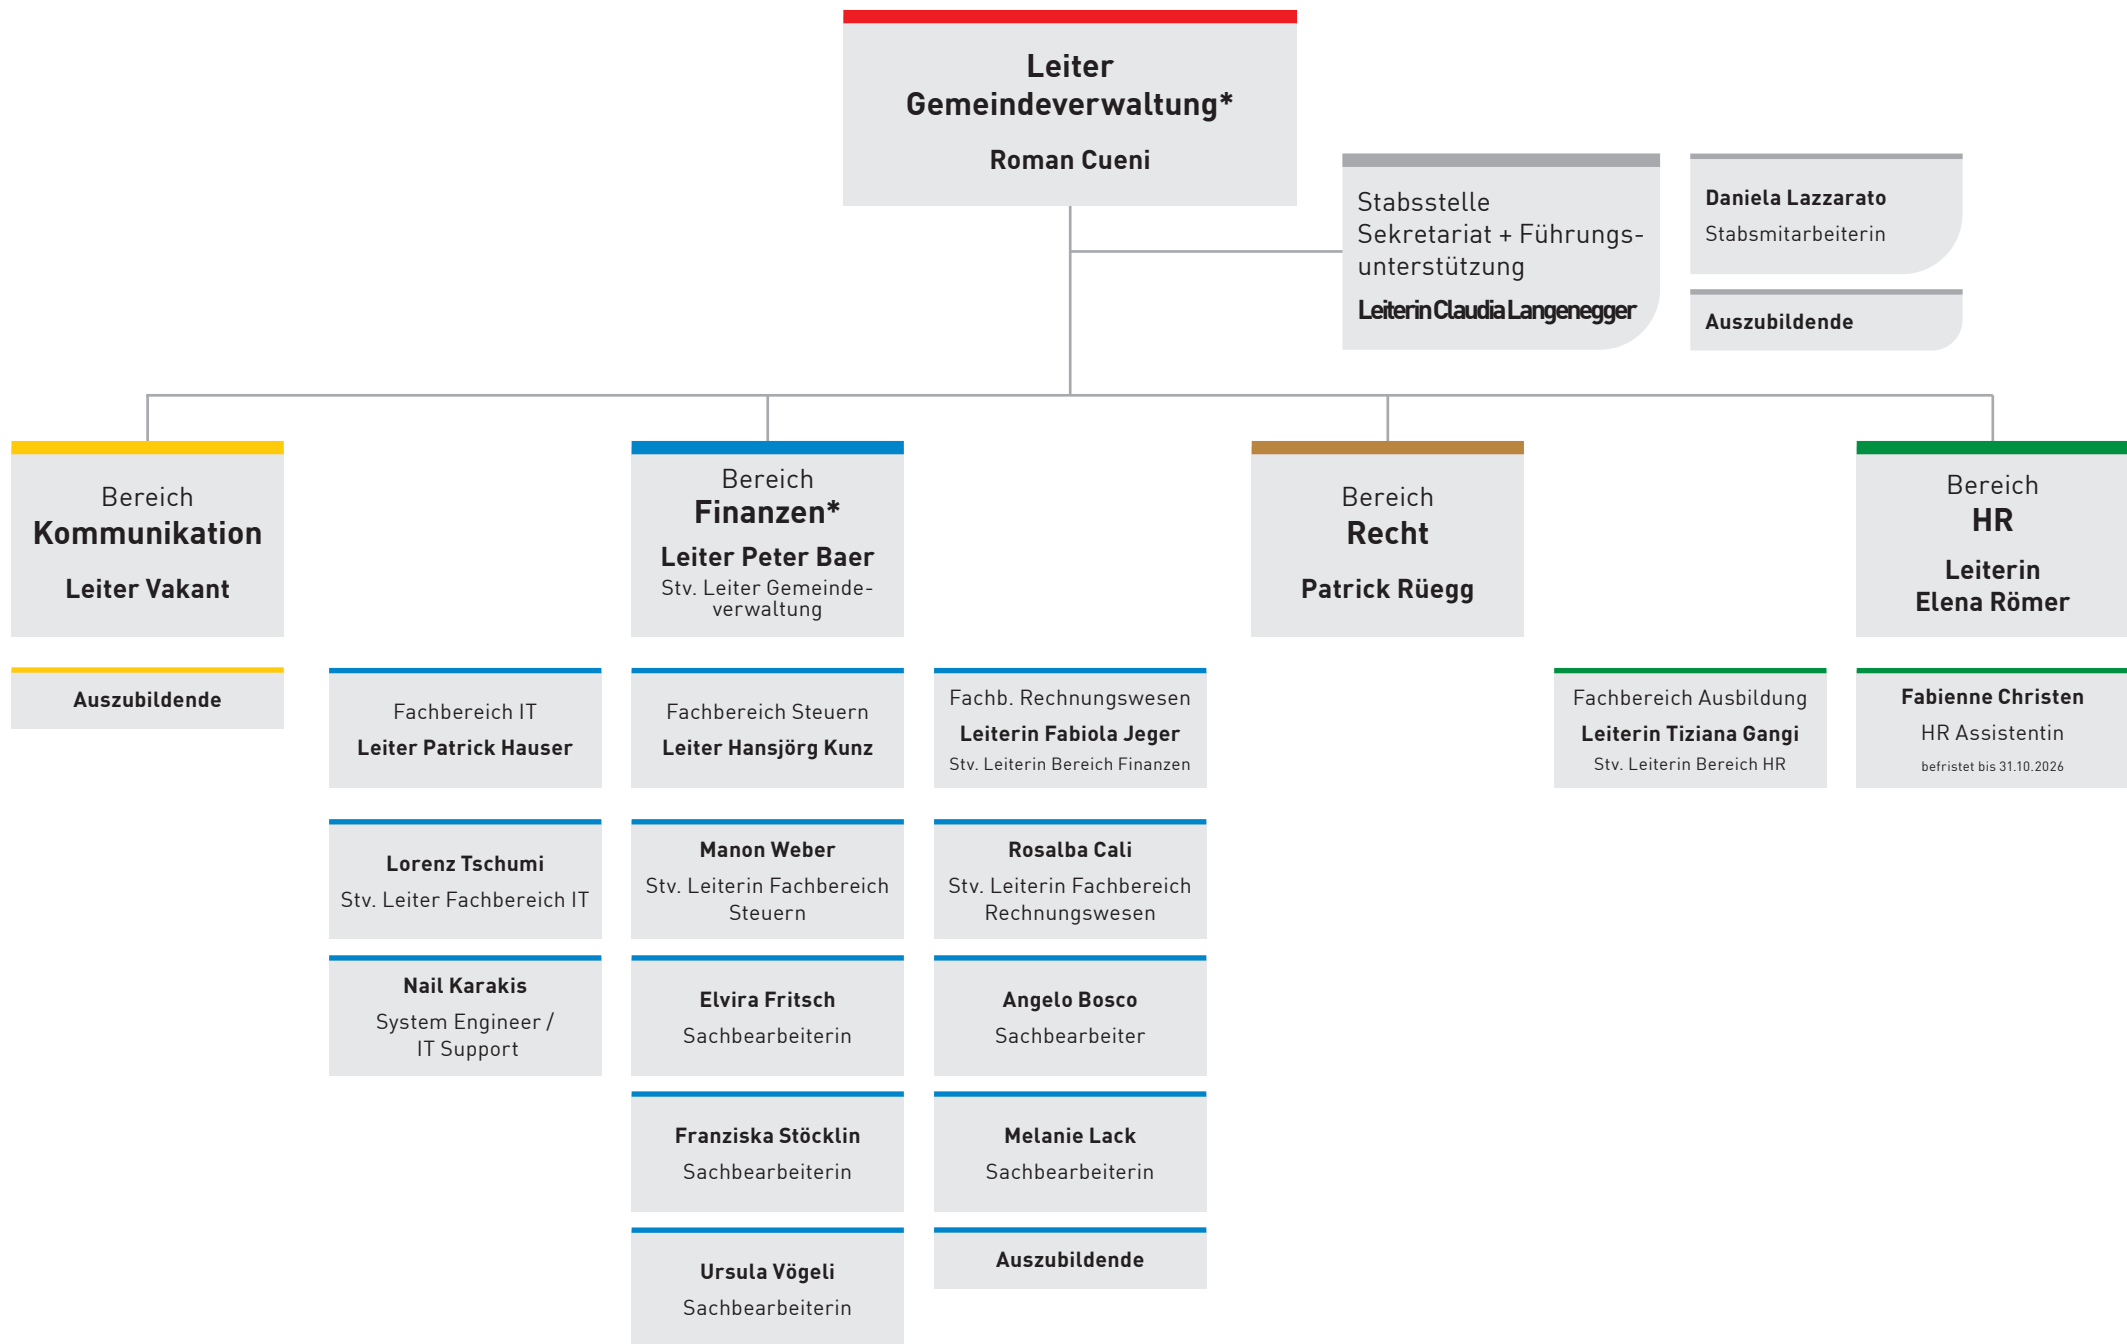 Leiter
Gemeindeverwaltung*
Roman Cueni
Stabsstelle
Sekretariat + Führungs-
unterstützung
Leiterin Claudia Langenegger
Daniela Lazzarato
Stabsmitarbeiterin
Auszubildende
Bereich
Kommunikation
Leiter Vakant
Auszubildende
Bereich
Finanzen*
Leiter Peter Baer
Stv. Leiter Gemeinde-
verwaltung
Fachbereich IT
Leiter Patrick Hauser
Lorenz Tschumi
Stv. Leiter Fachbereich IT
Nail Karakis
System Engineer /
IT Support
Fachbereich Steuern
Leiter Hansjörg Kunz
Manon Weber
Stv. Leiterin Fachbereich
Steuern
Elvira Fritsch
Sachbearbeiterin
Franziska Stöcklin
Sachbearbeiterin
Ursula Vögeli
Sachbearbeiterin
Fachb. Rechnungswesen
Leiterin Fabiola Jeger
Stv. Leiterin Bereich Finanzen
Rosalba Cali
Stv. Leiterin Fachbereich
Rechnungswesen
Angelo Bosco
Sachbearbeiter
Melanie Lack
Sachbearbeiterin
Auszubildende
Bereich
Recht
Patrick Rüegg
Bereich
HR
Leiterin
Elena Römer
Fachbereich Ausbildung
Leiterin Tiziana Gangi
Stv. Leiterin Bereich HR
Fabienne Christen
HR Assistentin
befristet bis 31.10.2026